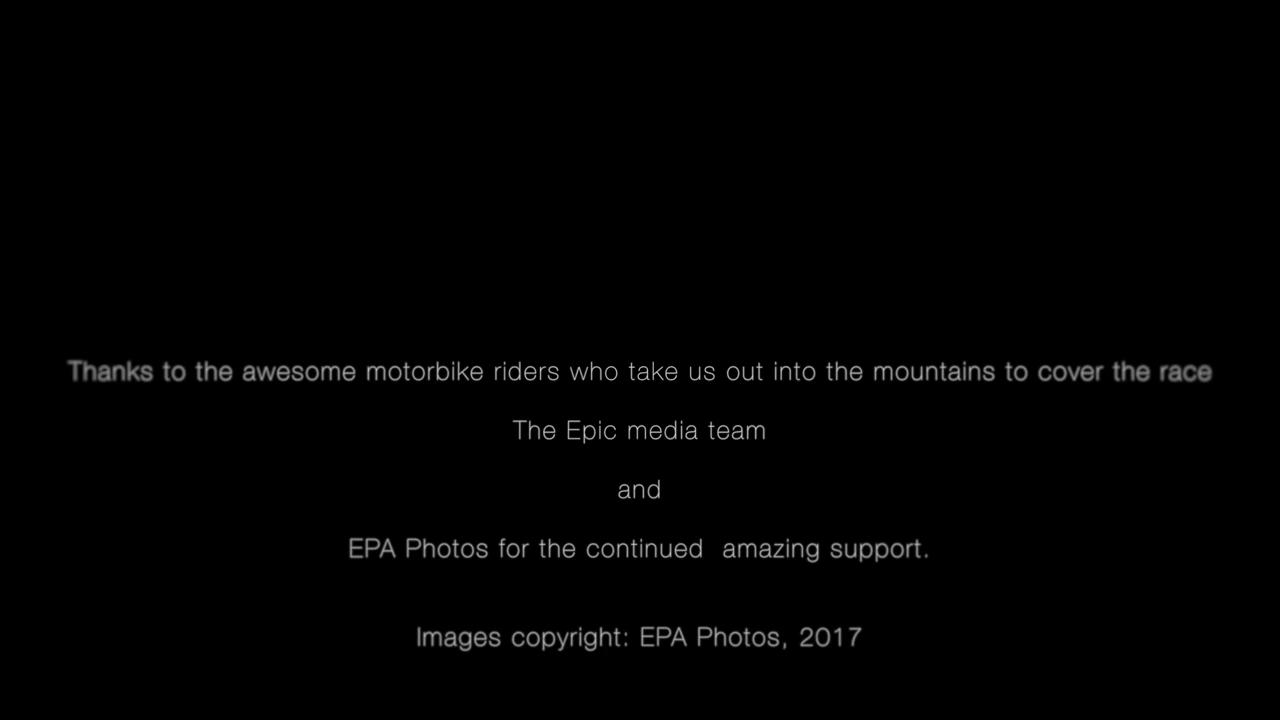 Thanks to the awesome motorbike riders who take us out into the mountains to cover the race
The Epic media team
and
EPA Photos for the continued  amazing support.
Images copyright: EPA Photos, 2017